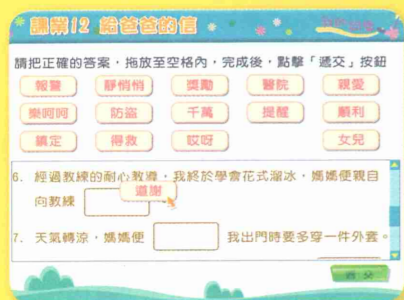 課業12 給爸爸的信
請把正確的答案，拖放至空格內，完成後，點擊「遞交」按鈕
報警 靜悄悄 獎勵 醫院 親愛
樂呵呵 防盜 千萬 提醒 順利
鎮定 得救 哎呀 女兒
6. 經過教練的耐心教導，我終於學會花式溜冰，媽媽便親自
道謝
向教練
7. 天氣轉涼，媽媽便 我出門時要多穿一件外套。
遞交